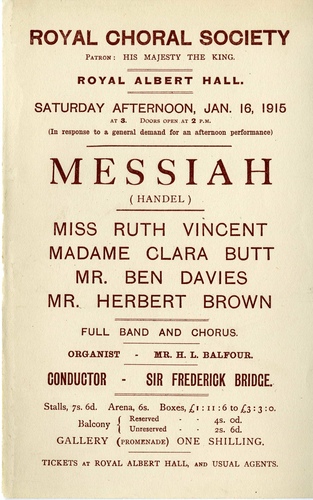 ROYAL CHORAL SOCIETY
PATRON: HIS MAJESTY THE KING.
ROYAL ALBERT HALL.
SATURDAY AFTERNOON, JAN. 16, 1915
AT 3. DOORS OPEN AT 2 P.M.
(In response to a general demand for an afternoon performance)
MESSIAH
(HANDEL)
MISS RUTH VINCENT
MADAME CLARA BUTT
MR. BEN DAVIES
MR. HERBERT BROWN
FULL BAND AND CHORUS.
ORGANIST - MR. H. L. BALFOUR.
CONDUCTOR - SIR FREDERICK BRIDGE.
Stalls, 7s. 6d. Arena, 6s. Boxes, £1:11:6 to £3:3:0.
Balcony { Reserved - - 4s. 0d.
Unreserved - - 2s. 6d.
GALLERY (PROMENADE) ONE SHILLING.
TICKETS AT ROYAL ALBERT HALL, AND USUAL AGENTS.